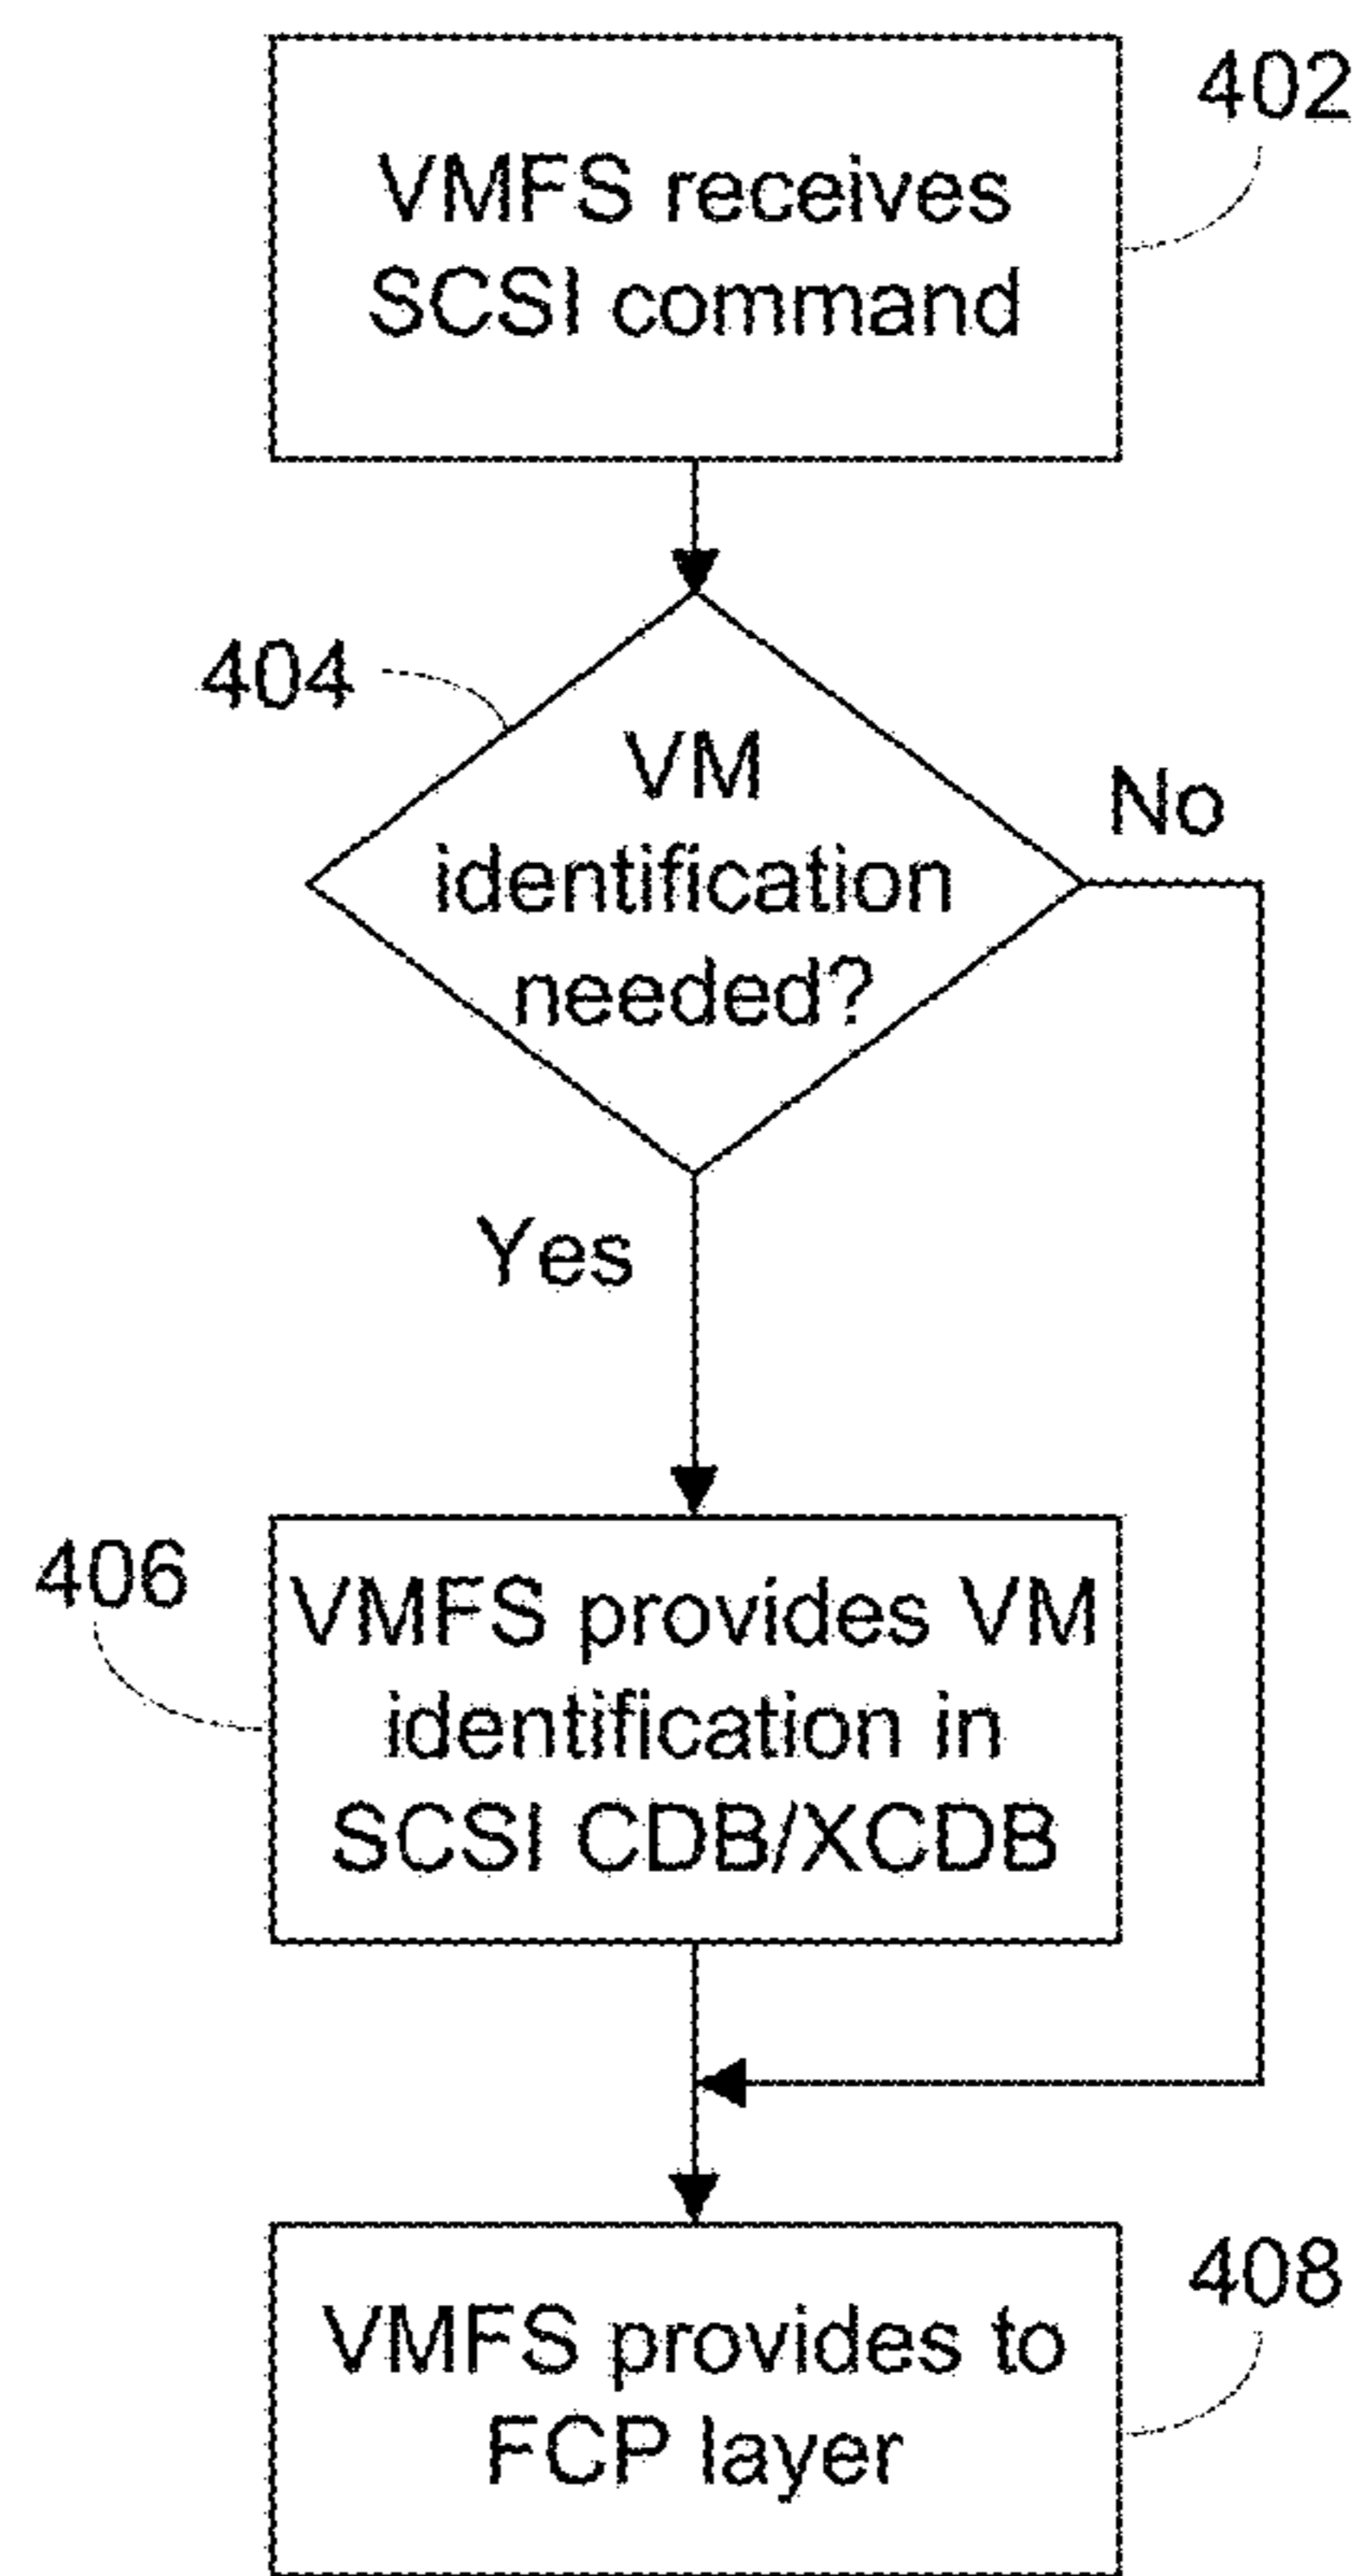 402
VMFS receives
SCSI command
404
VM
identification
needed?
No
Yes
406
VMFS provides VM
identification in
SCSI CDB/XCDB
408
VMFS provides to
FCP layer